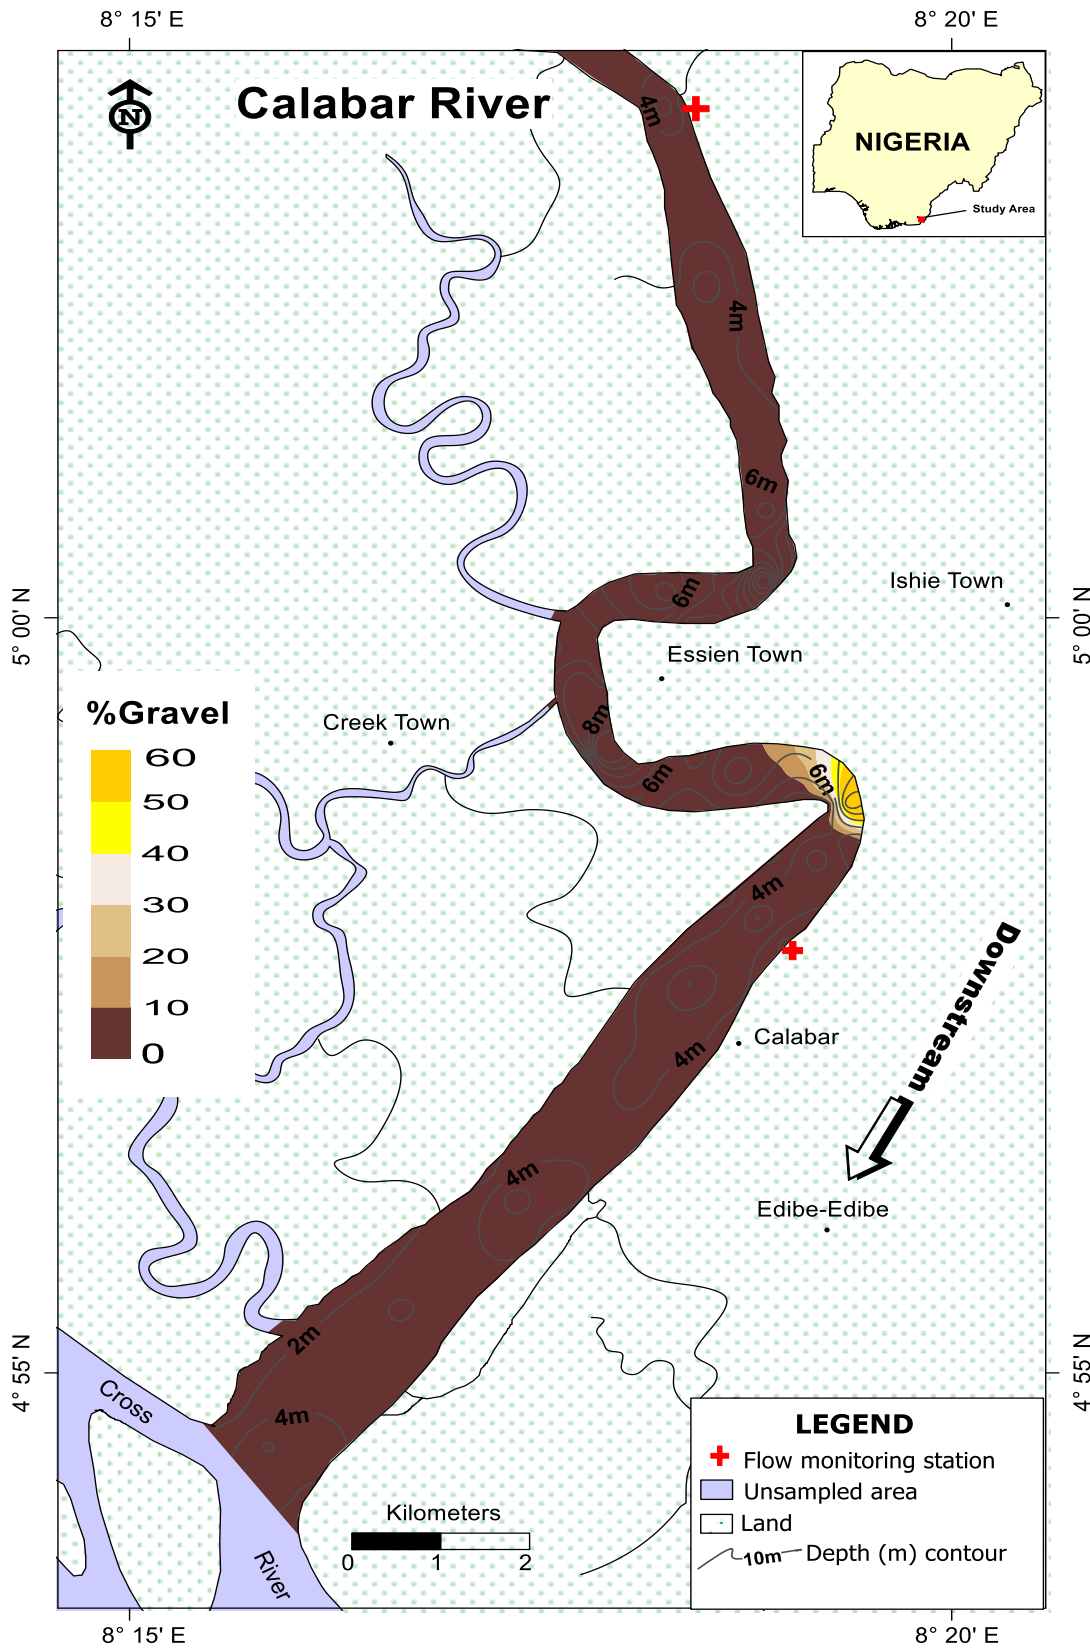 8° 15' E
8° 20' E
Calabar River
N
NIGERIA
Study Area
4m
4m
6m
Ishie Town
6m
5° 00' N
5° 00' N
Essien Town
%Gravel
8m
Creek Town
60
6m
6m
50
40
30
20
10
0
4m
Downstream
Calabar
4m
4m
Edibe-Edibe
2m
4° 55' N
4° 55' N
Cross
4m
River
Kilometers
0 1 2
LEGEND
Flow monitoring station
Unsampled area
Land
10m Depth (m) contour
8° 15' E
8° 20' E